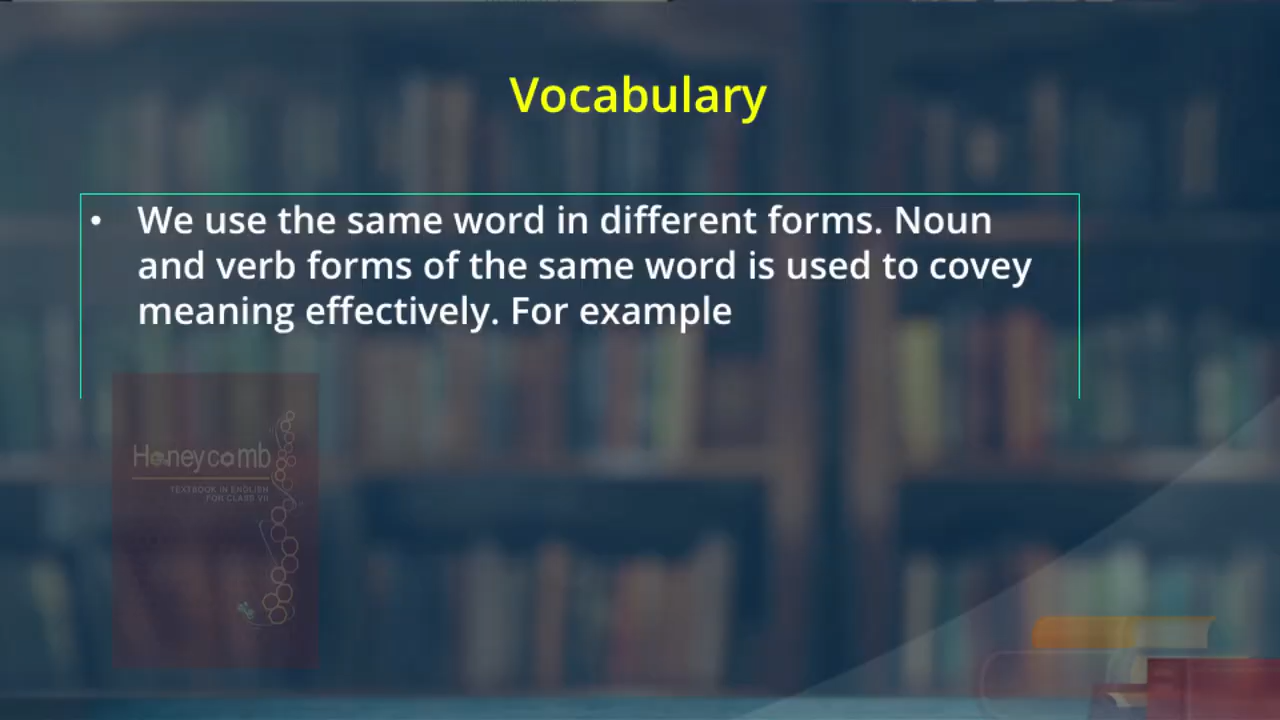 Vocabulary
• We use the same word in different forms. Noun
and verb forms of the same word is used to covey
meaning effectively. For example
Honeycomb
TEXTBOOK IN ENGLISH
FOR CLASS VII